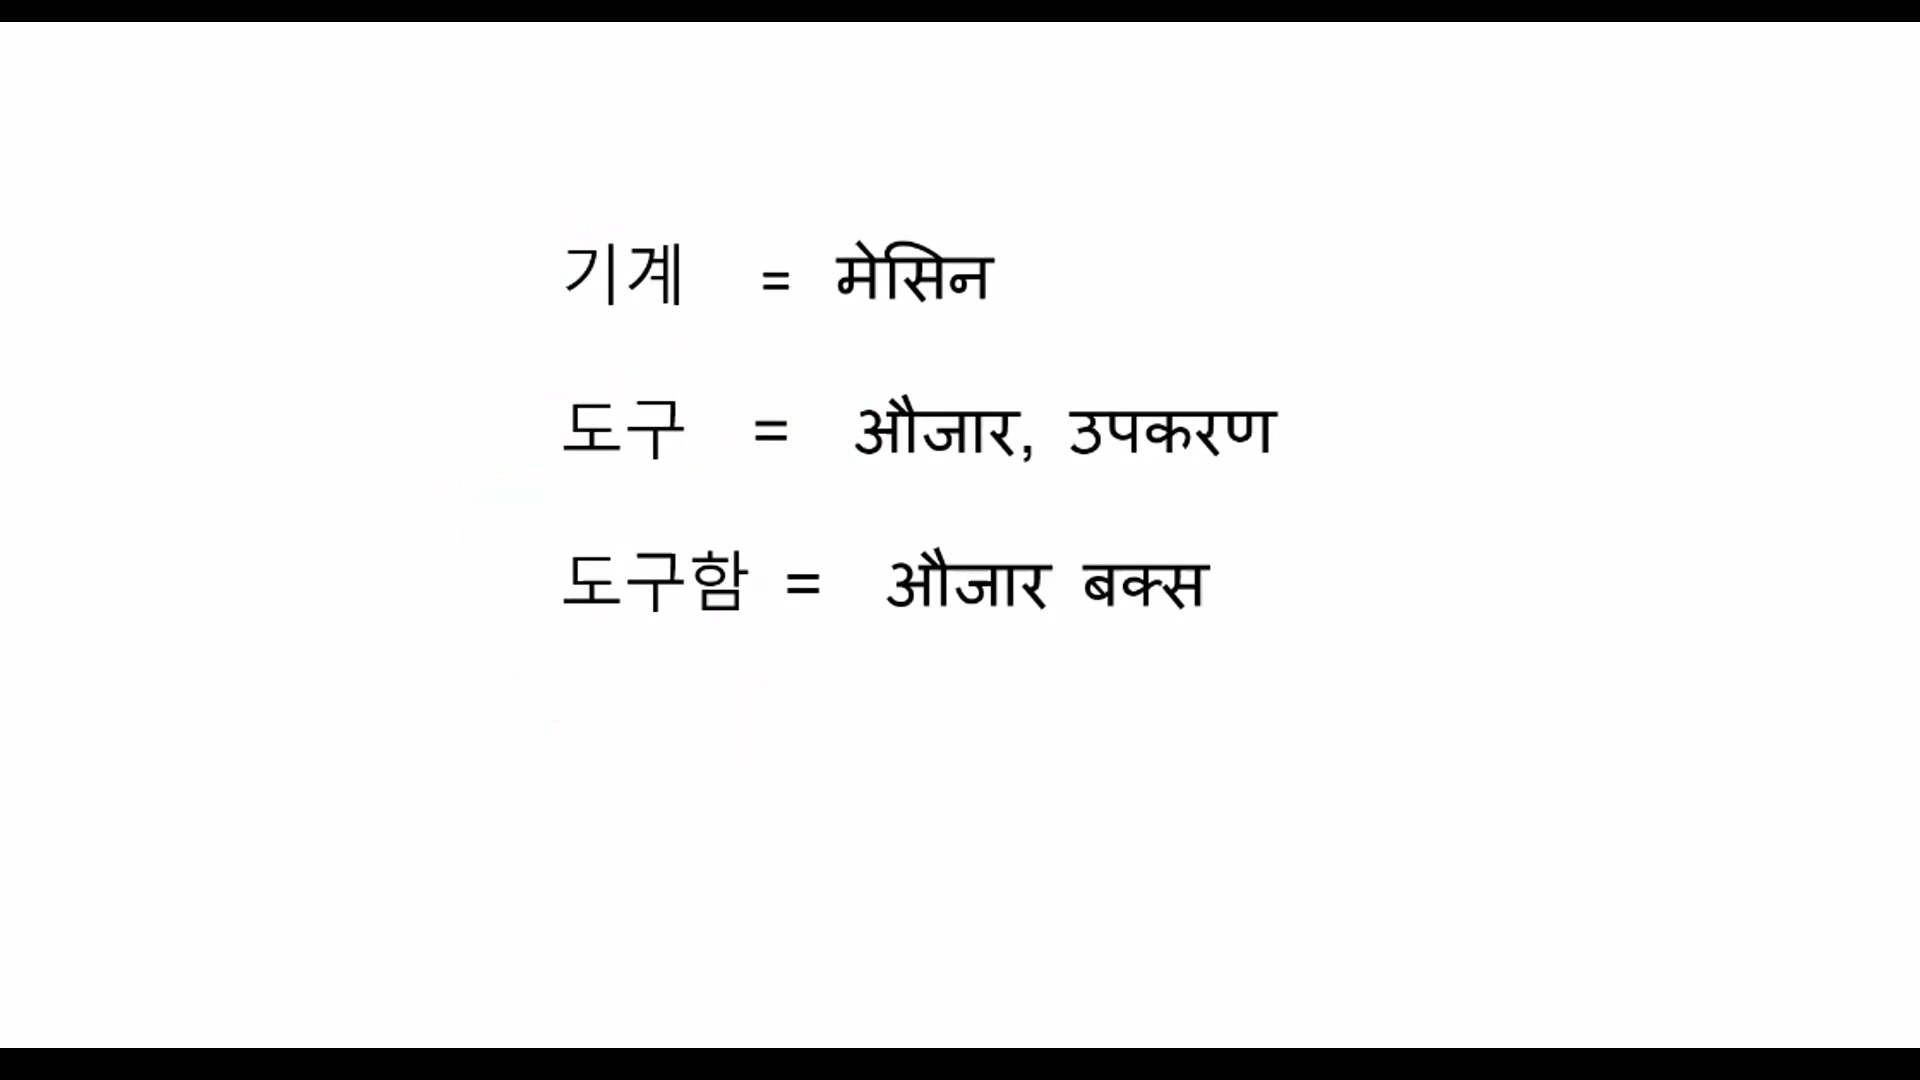 기계 = मेसिन
도구 = औजार, उपकरण
도구함 = औजार बक्स